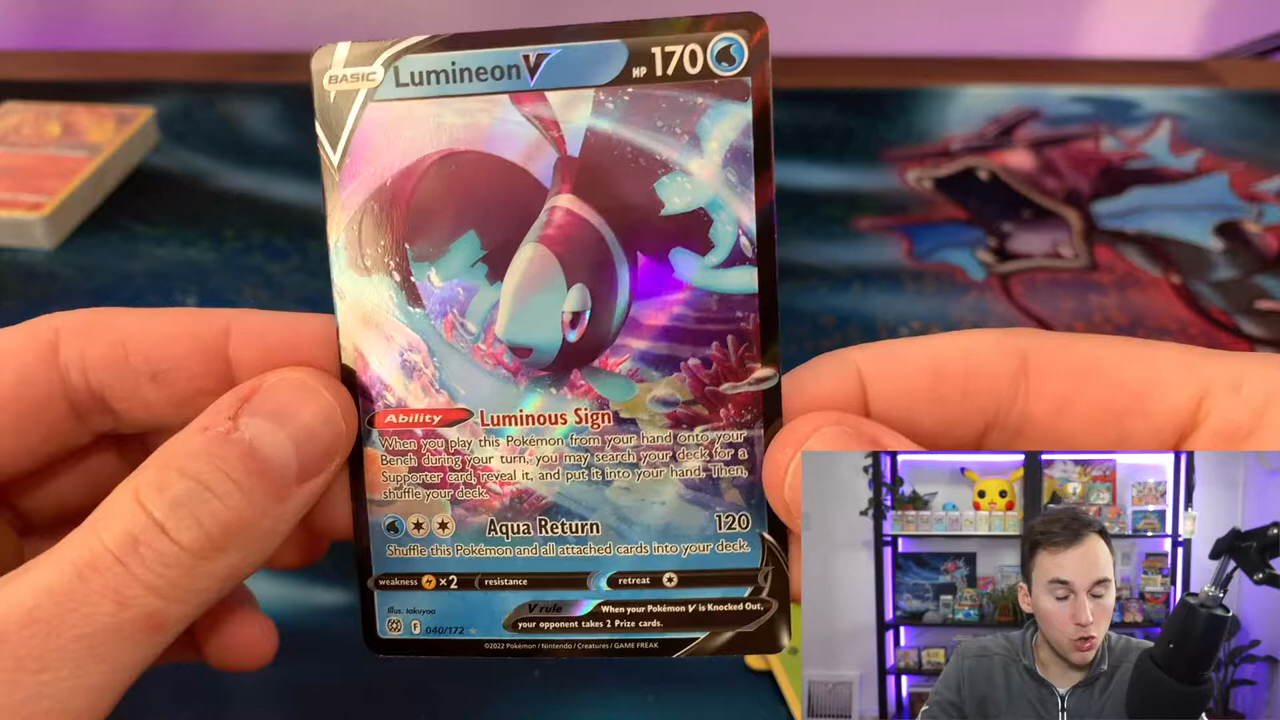 BASIC
Lumineon V
HP 170
Ability Luminous Sign
When you play this Pokémon from your hand onto your
Bench during your turn, you may search your deck for a
Supporter card, reveal it, and put it into your hand. Then,
shuffle your deck.
Aqua Return 120
Shuffle this Pokémon and all attached cards into your deck.
weakness ×2 resistance retreat
Illus. takuyoa
V rule When your Pokémon V is Knocked Out,
your opponent takes 2 Prize cards.
F 040/172
©2022 Pokémon / Nintendo / Creatures / GAME FREAK